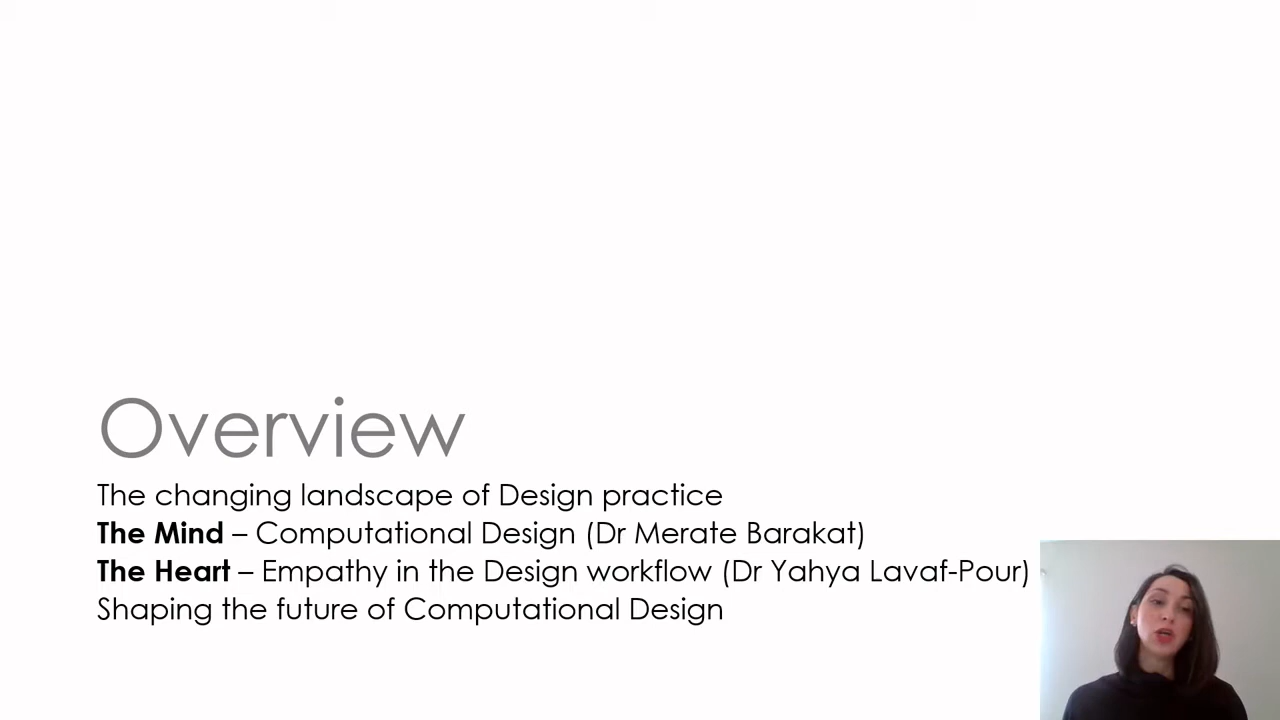 Overview
The changing landscape of Design practice
The Mind – Computational Design (Dr Merate Barakat)
The Heart – Empathy in the Design workflow (Dr Yahya Lavaf-Pour)
Shaping the future of Computational Design